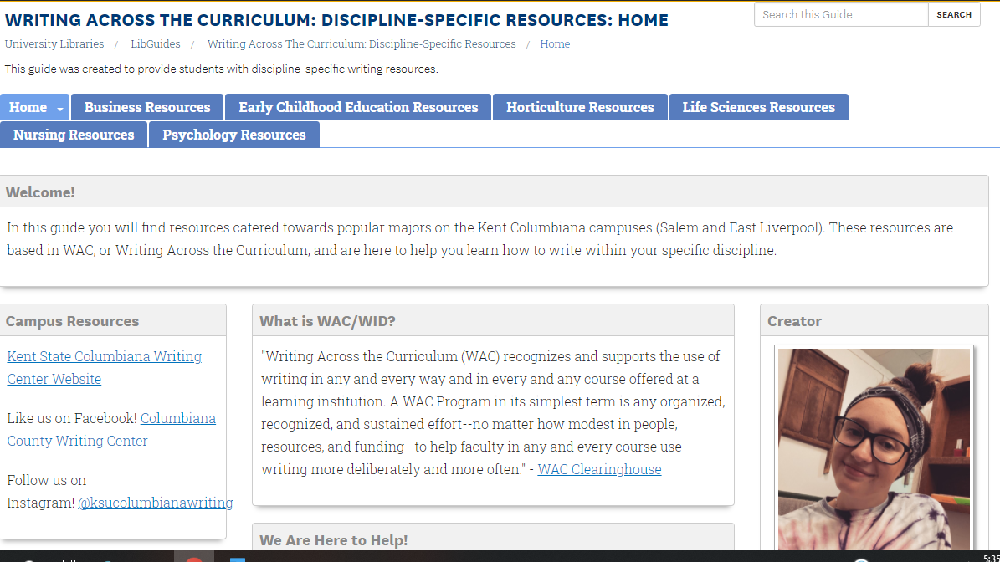 WRITING ACROSS THE CURRICULUM: DISCIPLINE-SPECIFIC RESOURCES: HOME
Search this Guide
SEARCH
University Libraries / LibGuides / Writing Across The Curriculum: Discipline-Specific Resources / Home
This guide was created to provide students with discipline-specific writing resources.
Home
Business Resources
Early Childhood Education Resources
Horticulture Resources
Life Sciences Resources
Nursing Resources
Psychology Resources
Welcome!
In this guide you will find resources catered towards popular majors on the Kent Columbiana campuses (Salem and East Liverpool). These resources are
based in WAC, or Writing Across the Curriculum, and are here to help you learn how to write within your specific discipline.
Campus Resources
Kent State Columbiana Writing
Center Website
Like us on Facebook! Columbiana
County Writing Center
Follow us on
Instagram! @ksucolumbianawriting
What is WAC/WID?
"Writing Across the Curriculum (WAC) recognizes and supports the use of
writing in any and every way and in every and any course offered at a
learning institution. A WAC Program in its simplest term is any organized,
recognized, and sustained effort--no matter how modest in people,
resources, and funding--to help faculty in any and every course use
writing more deliberately and more often." - WAC Clearinghouse
We Are Here to Help!
Creator